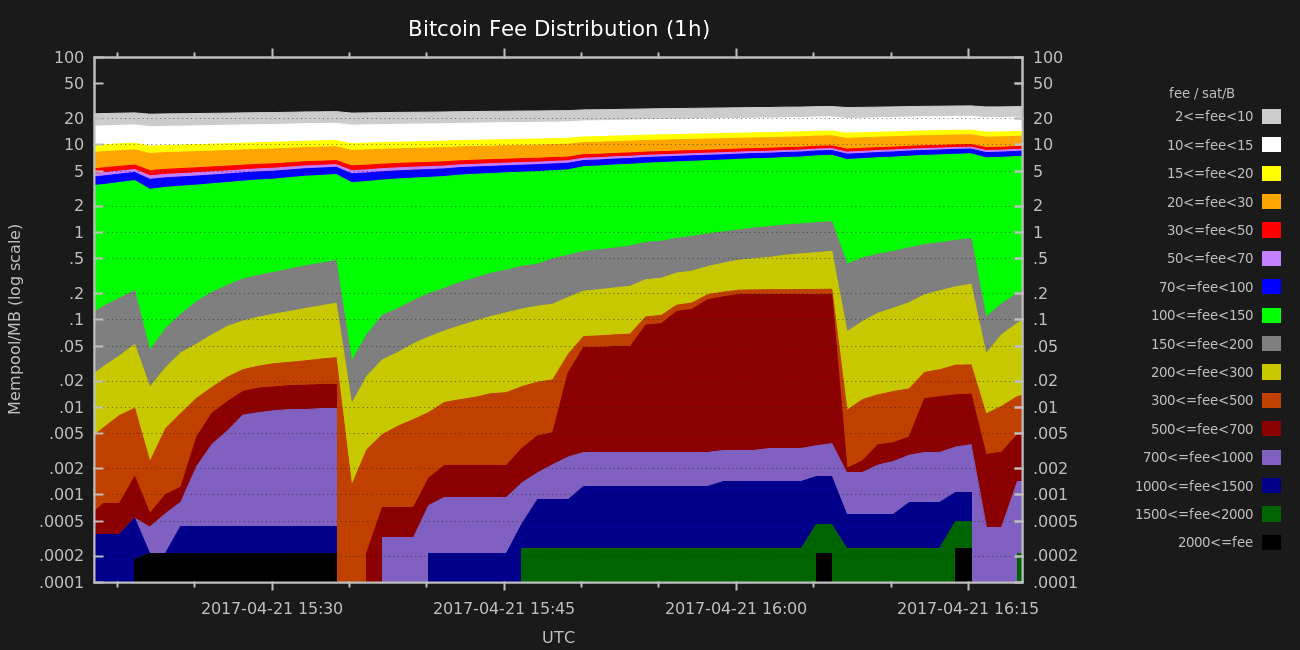 Bitcoin Fee Distribution (1h)
100
50
20
10
5
2
1
.5
.2
.1
.05
.02
.01
.005
.002
.001
.0005
.0002
.0001
Mempool/MB (log scale)
100
50
20
10
5
2
1
.5
.2
.1
.05
.02
.01
.005
.002
.001
.0005
.0002
.0001
2017-04-21 15:30 2017-04-21 15:45 2017-04-21 16:00 2017-04-21 16:15
UTC
fee / sat/B
2<=fee<10
10<=fee<15
15<=fee<20
20<=fee<30
30<=fee<50
50<=fee<70
70<=fee<100
100<=fee<150
150<=fee<200
200<=fee<300
300<=fee<500
500<=fee<700
700<=fee<1000
1000<=fee<1500
1500<=fee<2000
2000<=fee